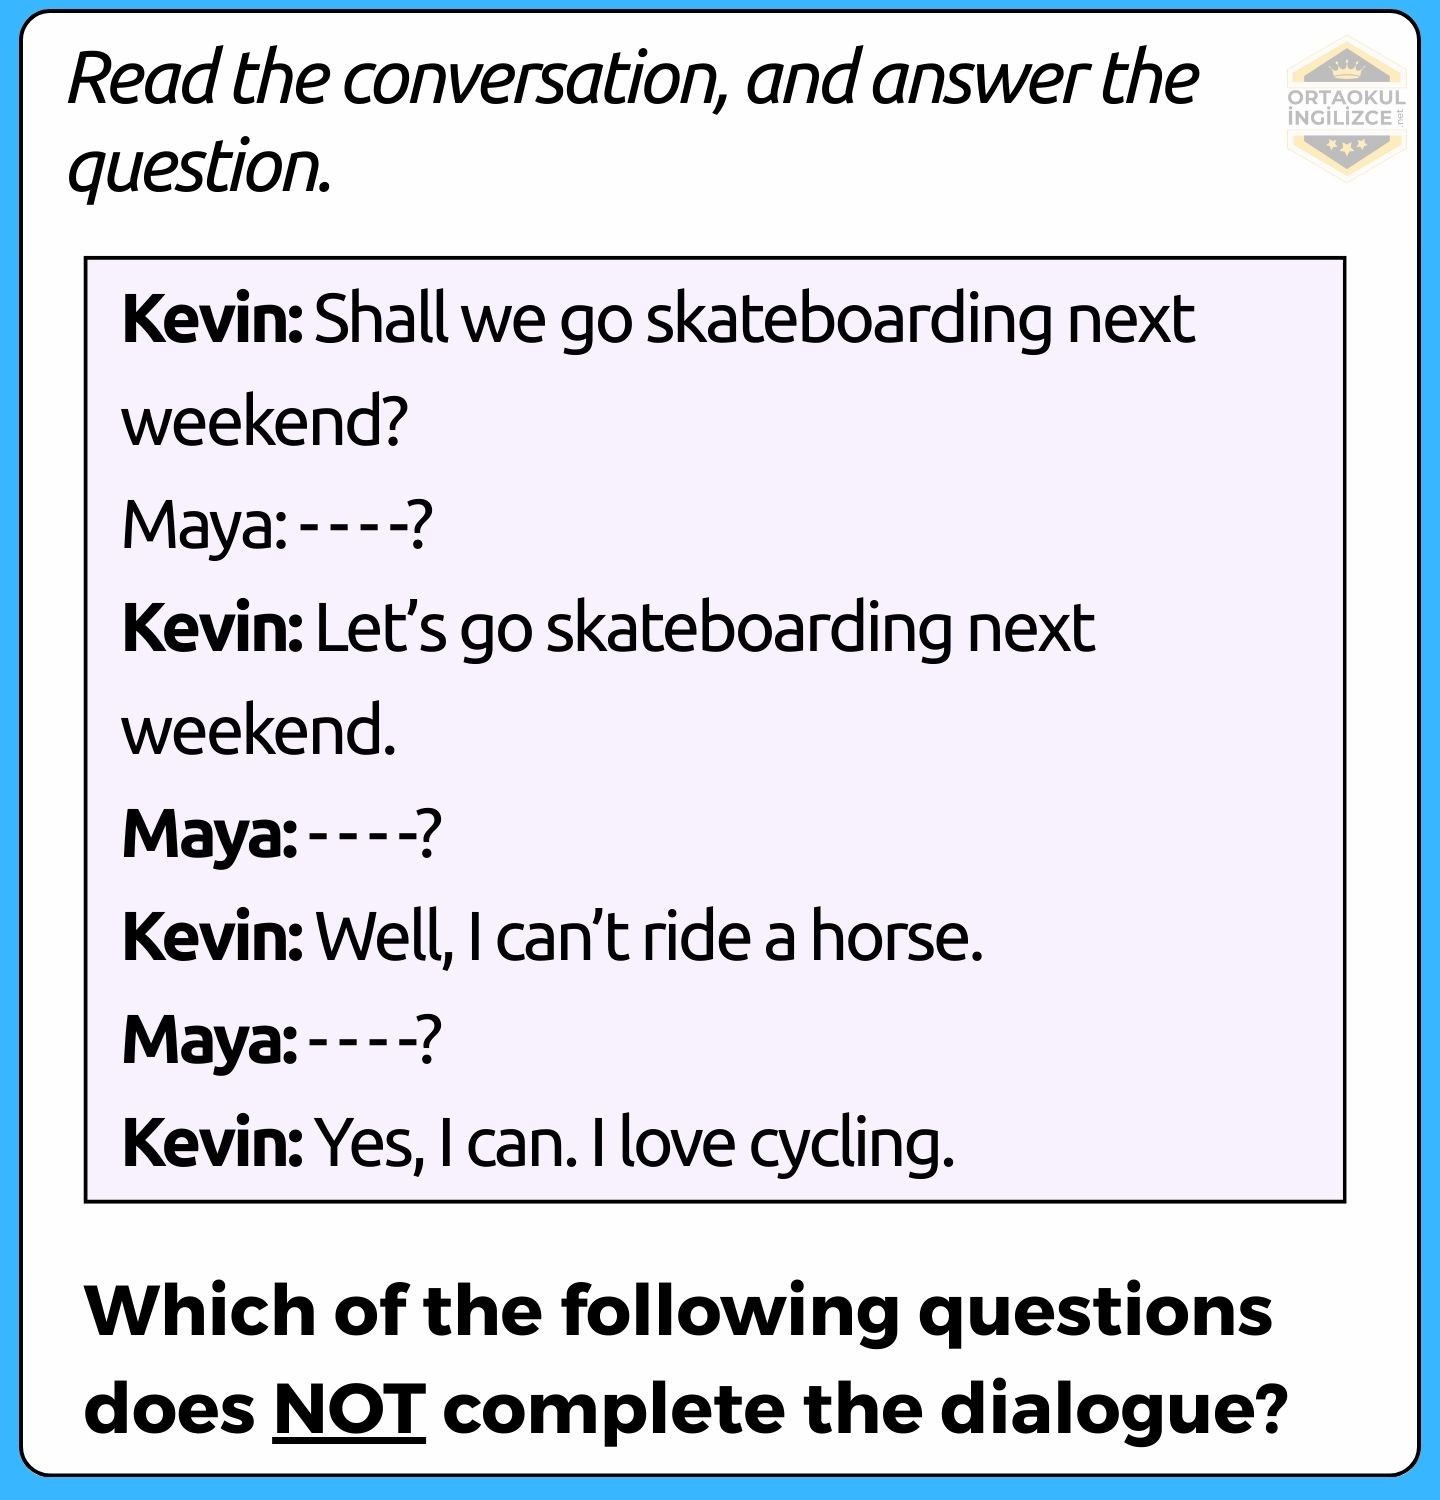 Read the conversation, and answer the
question.
ORTAOKUL
İNGİLİZCE
.net
Kevin: Shall we go skateboarding next
weekend?
Maya: - - - -?
Kevin: Let’s go skateboarding next
weekend.
Maya: - - - -?
Kevin: Well, I can’t ride a horse.
Maya: - - - -?
Kevin: Yes, I can. I love cycling.
Which of the following questions
does NOT complete the dialogue?